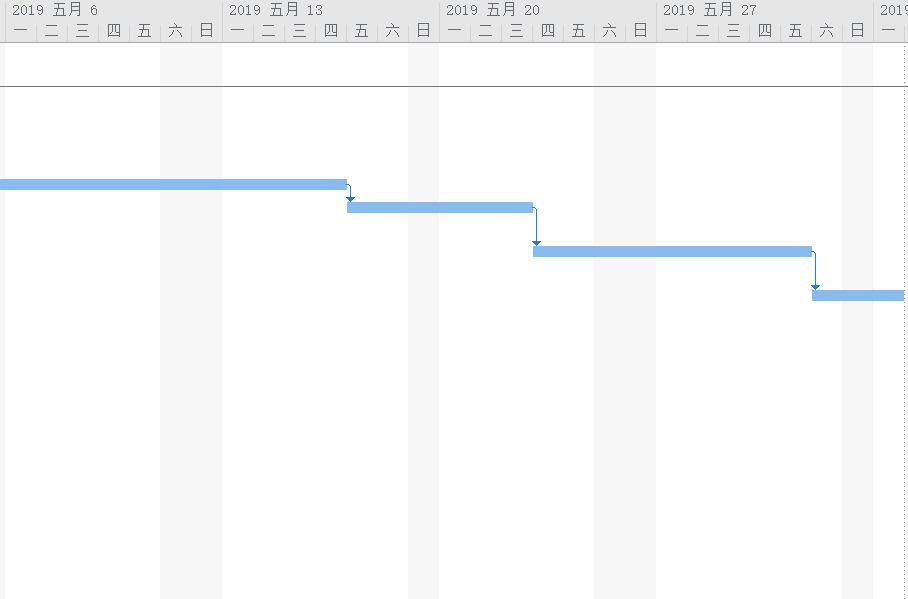 2019 五月 6 2019 五月 13 2019 五月 20 2019 五月 27 2019
一 二 三 四 五 六 日 一 二 三 四 五 六 日 一 二 三 四 五 六 日 一 二 三 四 五 六 日 一